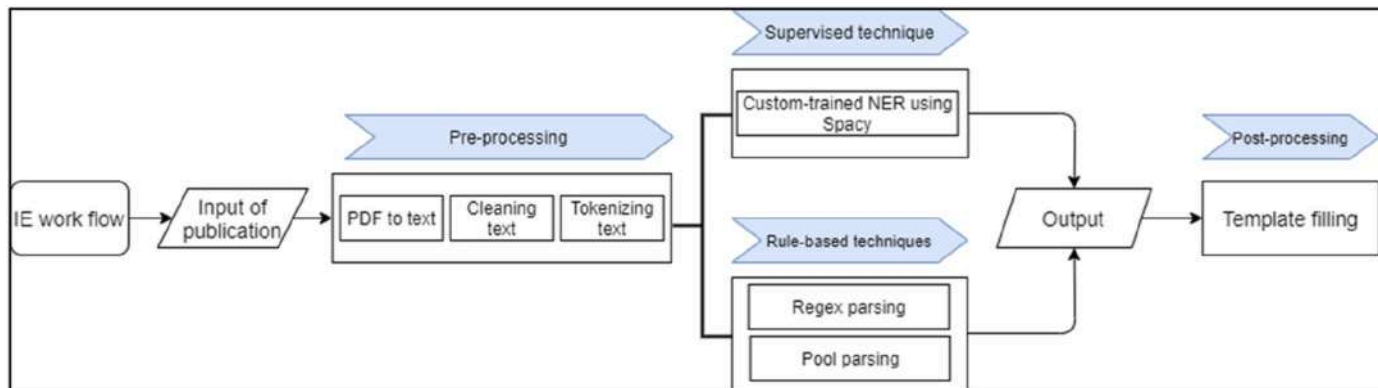 IE work flow
Input of
publication
Pre-processing
PDF to text
Cleaning
text
Tokenizing
text
Supervised technique
Custom-trained NER using
Spacy
Rule-based techniques
Regex parsing
Pool parsing
Output
Post-processing
Template filling